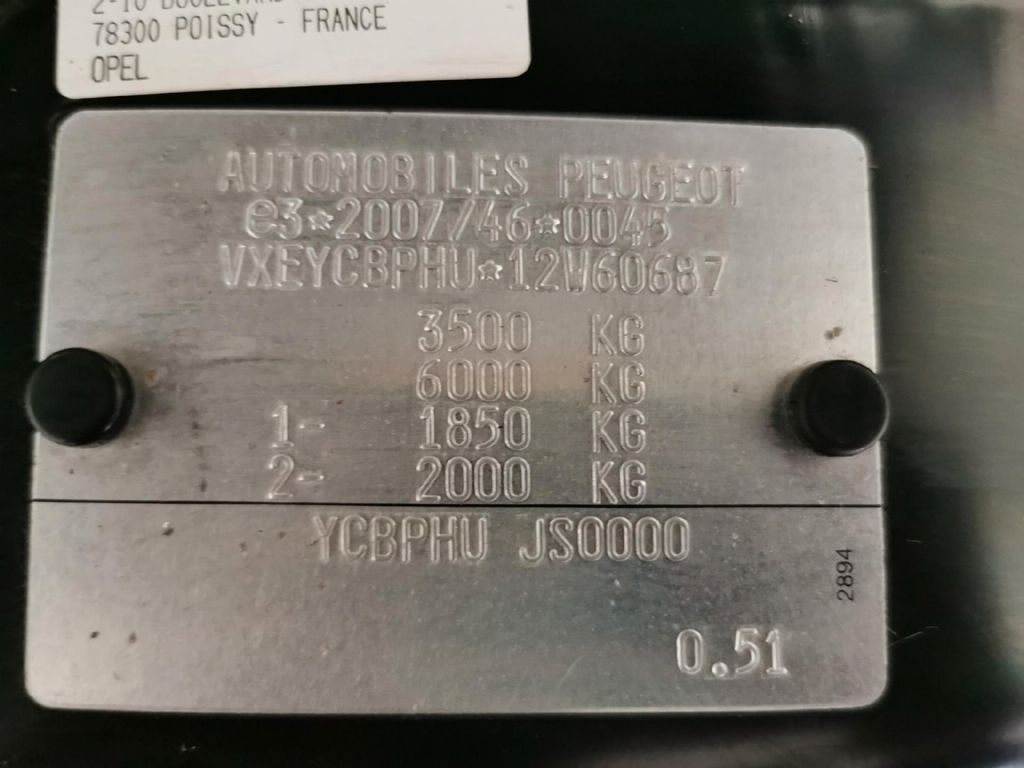 78300 POISSY - FRANCE
OPEL
AUTOMOBILES PEUGEOT
e3*2007/46*0045
VXEYCBPHU*12W60687
3500 KG
6000 KG
1- 1850 KG
2- 2000 KG
YCBPHU JS0000
2894
0.51